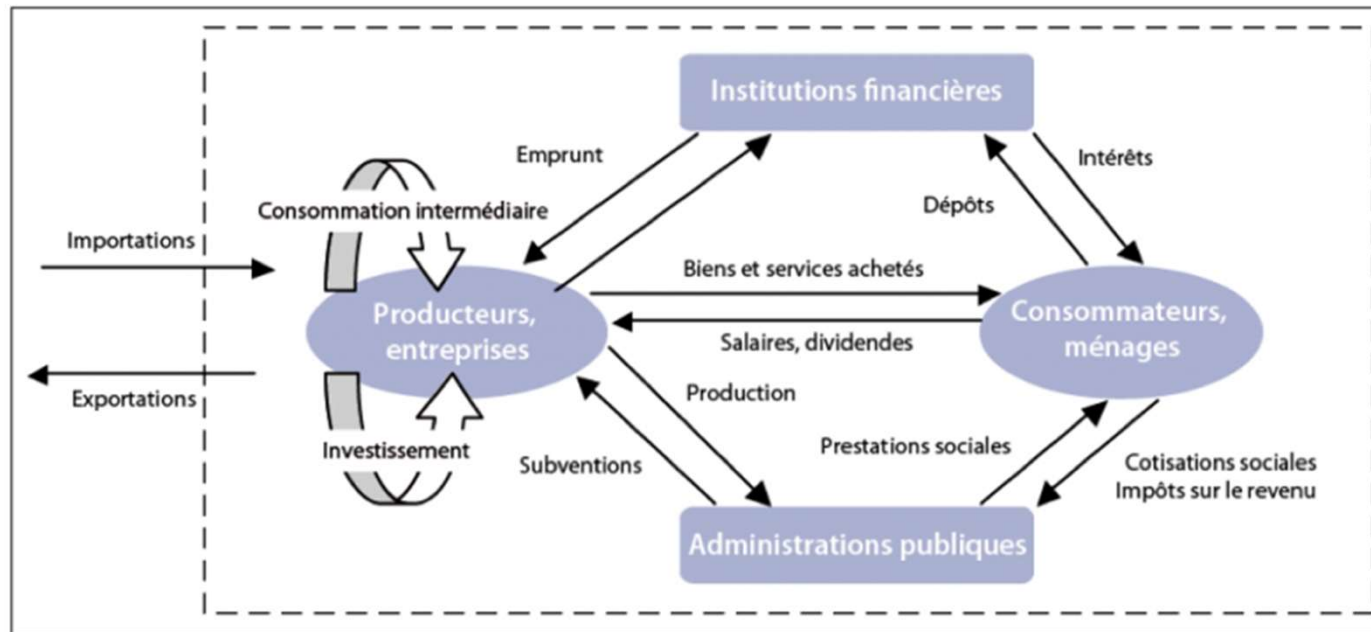 Institutions financières
Emprunt
Intérêts
Dépôts
Consommation intermédiaire
Importations
Biens et services achetés
Producteurs,
entreprises
Consommateurs,
ménages
Salaires, dividendes
Exportations
Production
Investissement
Subventions
Prestations sociales
Cotisations sociales
Impôts sur le revenu
Administrations publiques